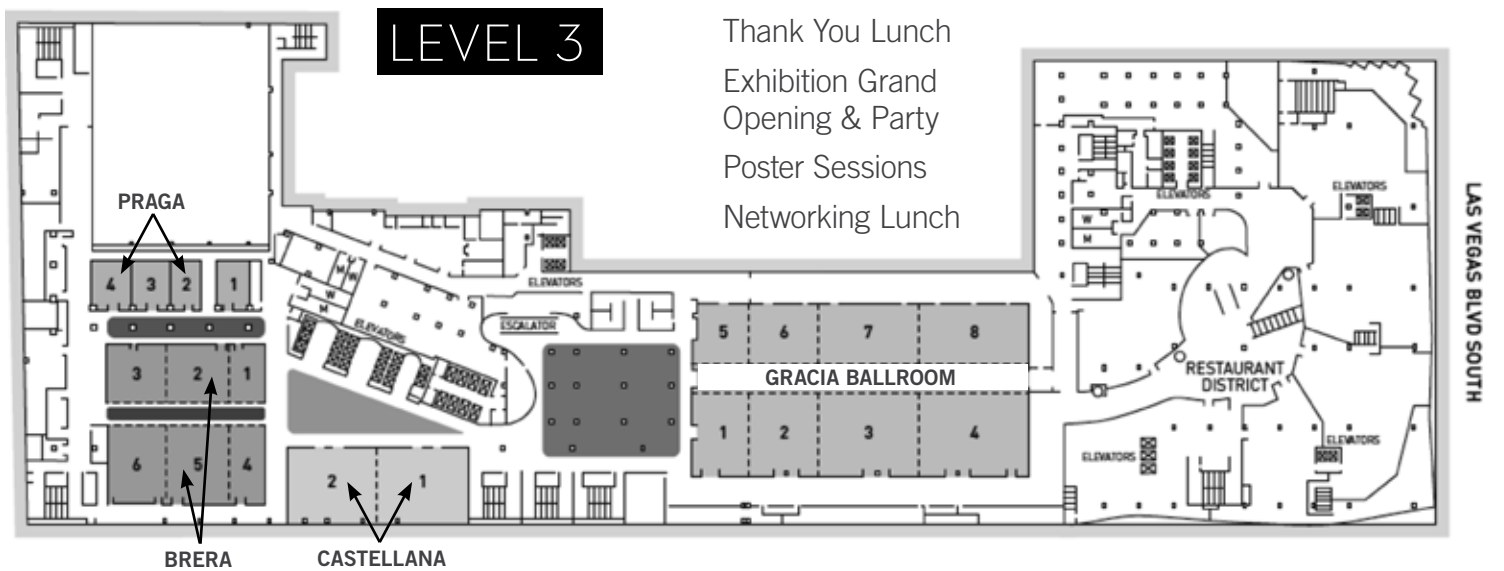 LEVEL 3
Thank You Lunch
Exhibition Grand
Opening & Party
Poster Sessions
Networking Lunch
PRAGA
4 3 2 1
W
M
M
W
W
M
ELEVATORS
ELEVATORS
ESCALATOR
ELEVATORS
ELEVATORS
3 2 1
6 5 4
BRERA
2 1
CASTELLANA
5 6 7 8
GRACIA BALLROOM
1 2 3 4
RESTAURANT
DISTRICT
ELEVATORS
ELEVATORS
LAS VEGAS BLVD SOUTH